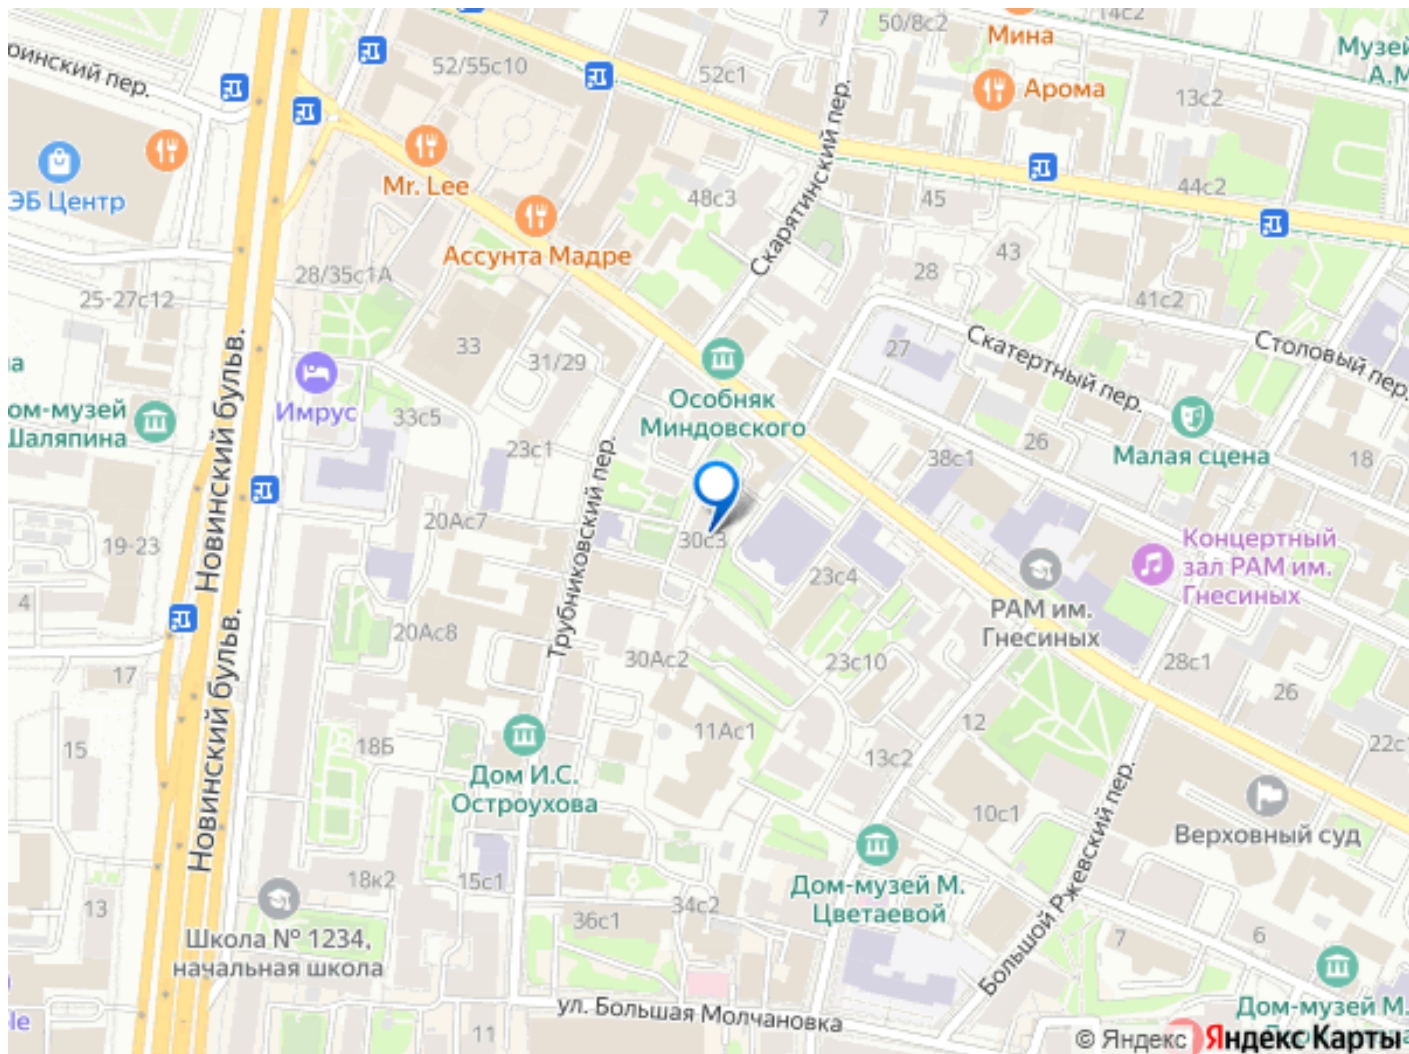 7
50/8с2
14с2
Мина
Музей
А.М
оинский пер.
52/55с10
52с1
Арома
13с2
Скарятинский пер.
ЭБ Центр
Mr. Lee
48с3
45
44с2
Ассунта Мадре
43
28
28/35с1А
25-27с12
41с2
33
31/29
27
Скатертный пер.
Столовый пер.
Новинский бульв.
Особняк
Миндовского
ом-музей
Шаляпина
Имрус
33с5
23с1
26
38с1
Малая сцена
18
Трубниковский пер.
20Ас7
19-23
30с3
23с4
Концертный
зал РАМ им.
Гнесиных
4
РАМ им.
Гнесиных
20Ас8
30Ас2
23с10
28с1
17
26
Новинский бульв.
12
11Ас1
22с1
15
18Б
13с2
Дом И.С.
Остроухова
10с1
Большой Ржевский пер.
Верховный суд
18к2
15с1
Дом-музей М.
Цветаевой
13
34с2
36с1
Школа № 1234,
начальная школа
7
6
ул. Большая Молчановка
11
Дом-музей М.
le
© Яндекс
Яндекс Карты